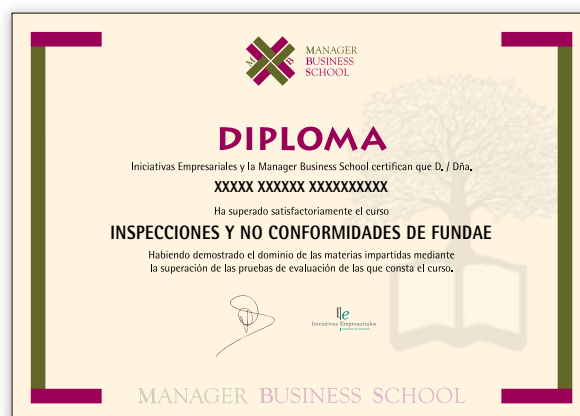 M B
MANAGER
BUSINESS
SCHOOL
DIPLOMA
Iniciativas Empresariales y la Manager Business School certifican que D. / Dña.
XXXXX XXXXXX XXXXXXXXXX
Ha superado satisfactoriamente el curso
INSPECCIONES Y NO CONFORMIDADES DE FUNDAE
Habiendo demostrado el dominio de las materias impartidas mediante
la superación de las pruebas de evaluación de las que consta el curso.
Iniciativas Empresariales
MANAGER BUSINESS SCHOOL